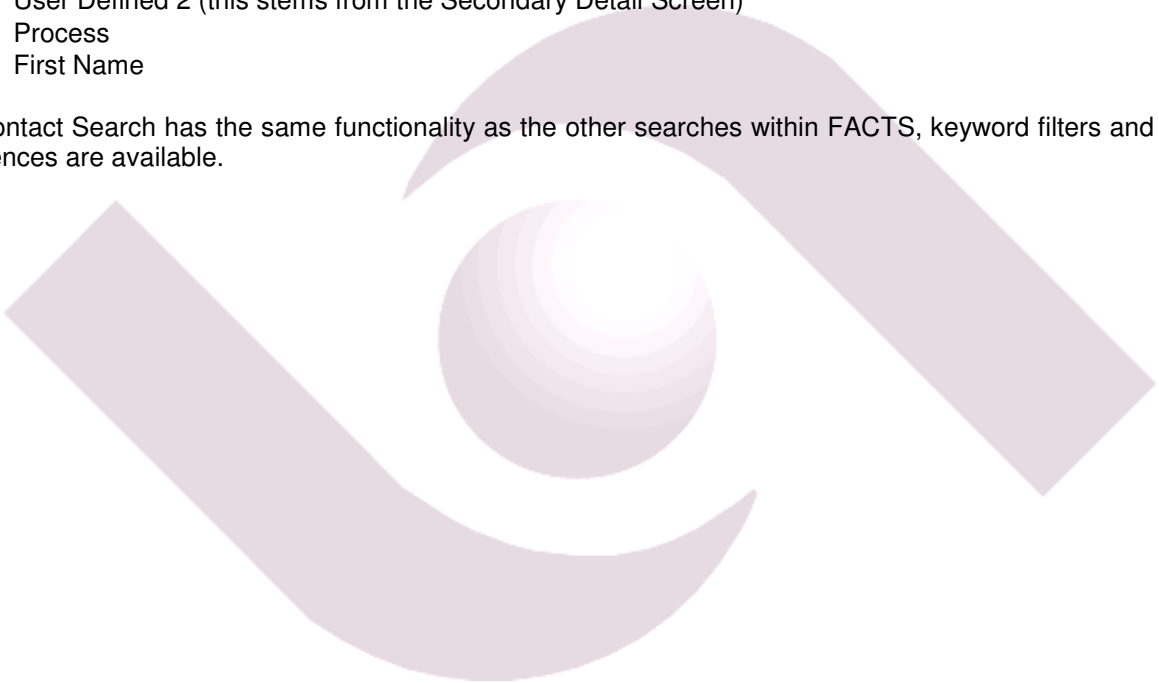 User Defined 2 (this stems from the Secondary Detail Screen)
Process
First Name
ontact Search has the same functionality as the other searches within FACTS, keyword filters and
ences are available.